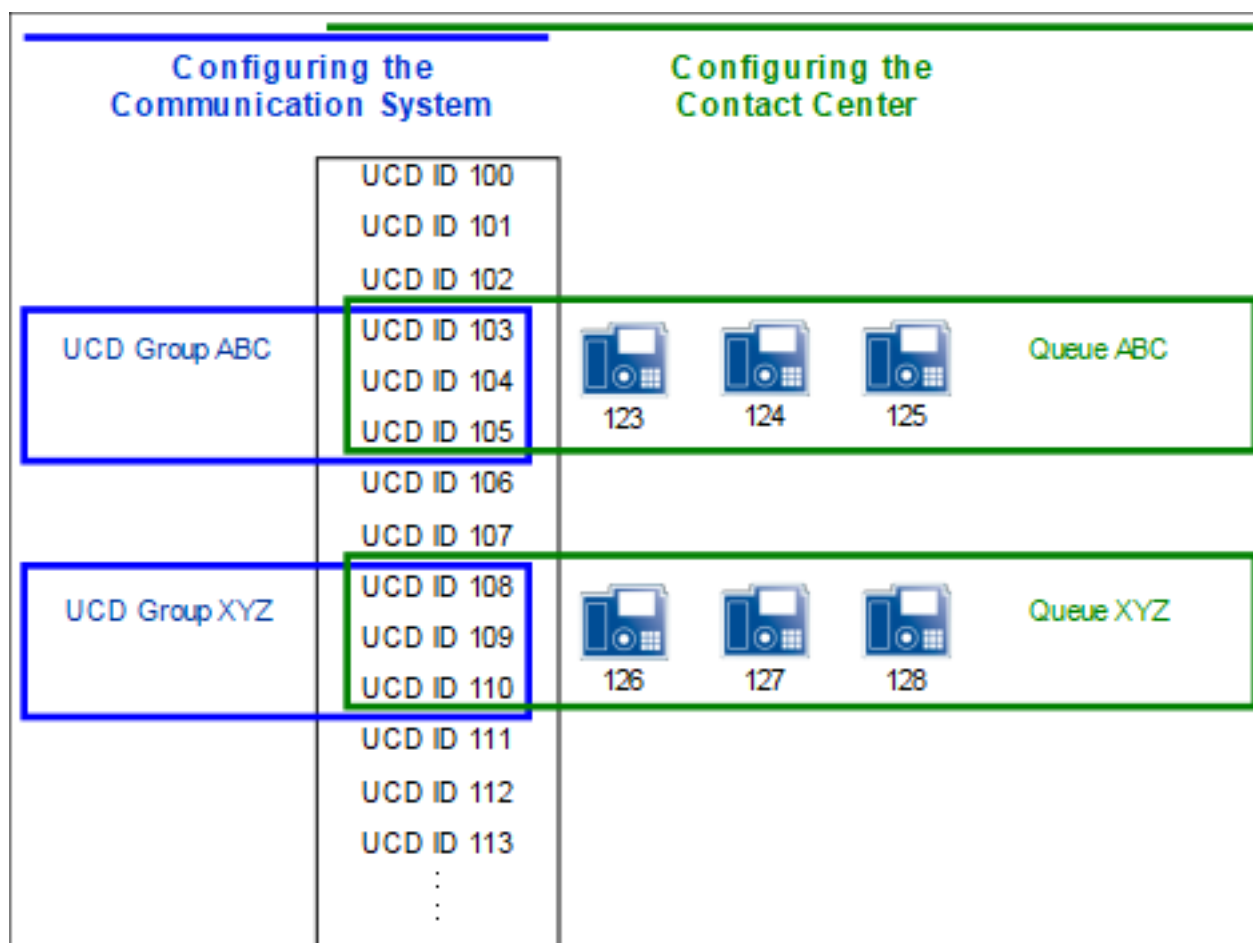 Configuring the
Communication System
Configuring the
Contact Center
UCD ID 100
UCD ID 101
UCD ID 102
UCD ID 103
UCD Group ABC
Queue ABC
UCD ID 104
123
124
125
UCD ID 105
UCD ID 106
UCD ID 107
UCD ID 108
UCD Group XYZ
Queue XYZ
UCD ID 109
126
127
128
UCD ID 110
UCD ID 111
UCD ID 112
UCD ID 113